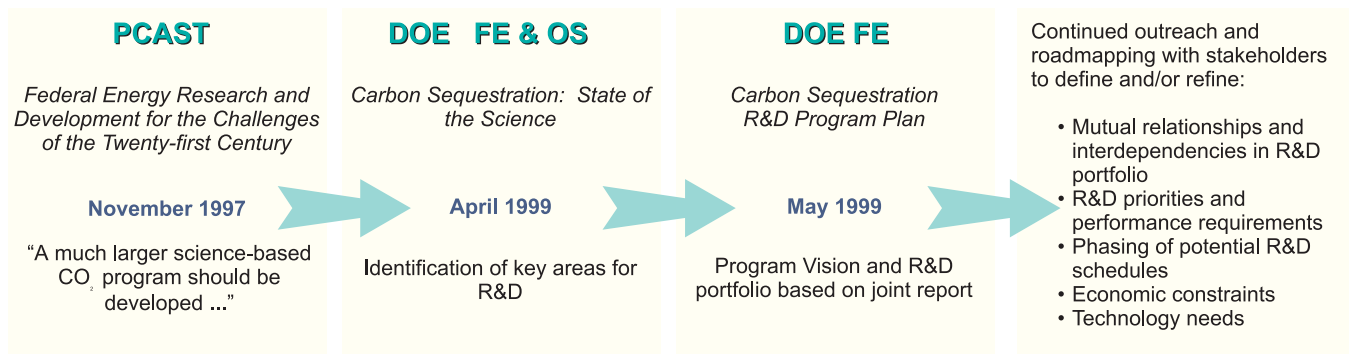 PCAST
Federal Energy Research and
Development for the Challenges
of the Twenty-first Century
November 1997
“A much larger science-based
CO₂ program should be
developed ...”
DOE FE & OS
Carbon Sequestration: State of
the Science
April 1999
Identification of key areas for
R&D
DOE FE
Carbon Sequestration
R&D Program Plan
May 1999
Program Vision and R&D
portfolio based on joint report
Continued outreach and
roadmapping with stakeholders
to define and/or refine:
• Mutual relationships and
interdependencies in R&D
portfolio
• R&D priorities and
performance requirements
• Phasing of potential R&D
schedules
• Economic constraints
• Technology needs